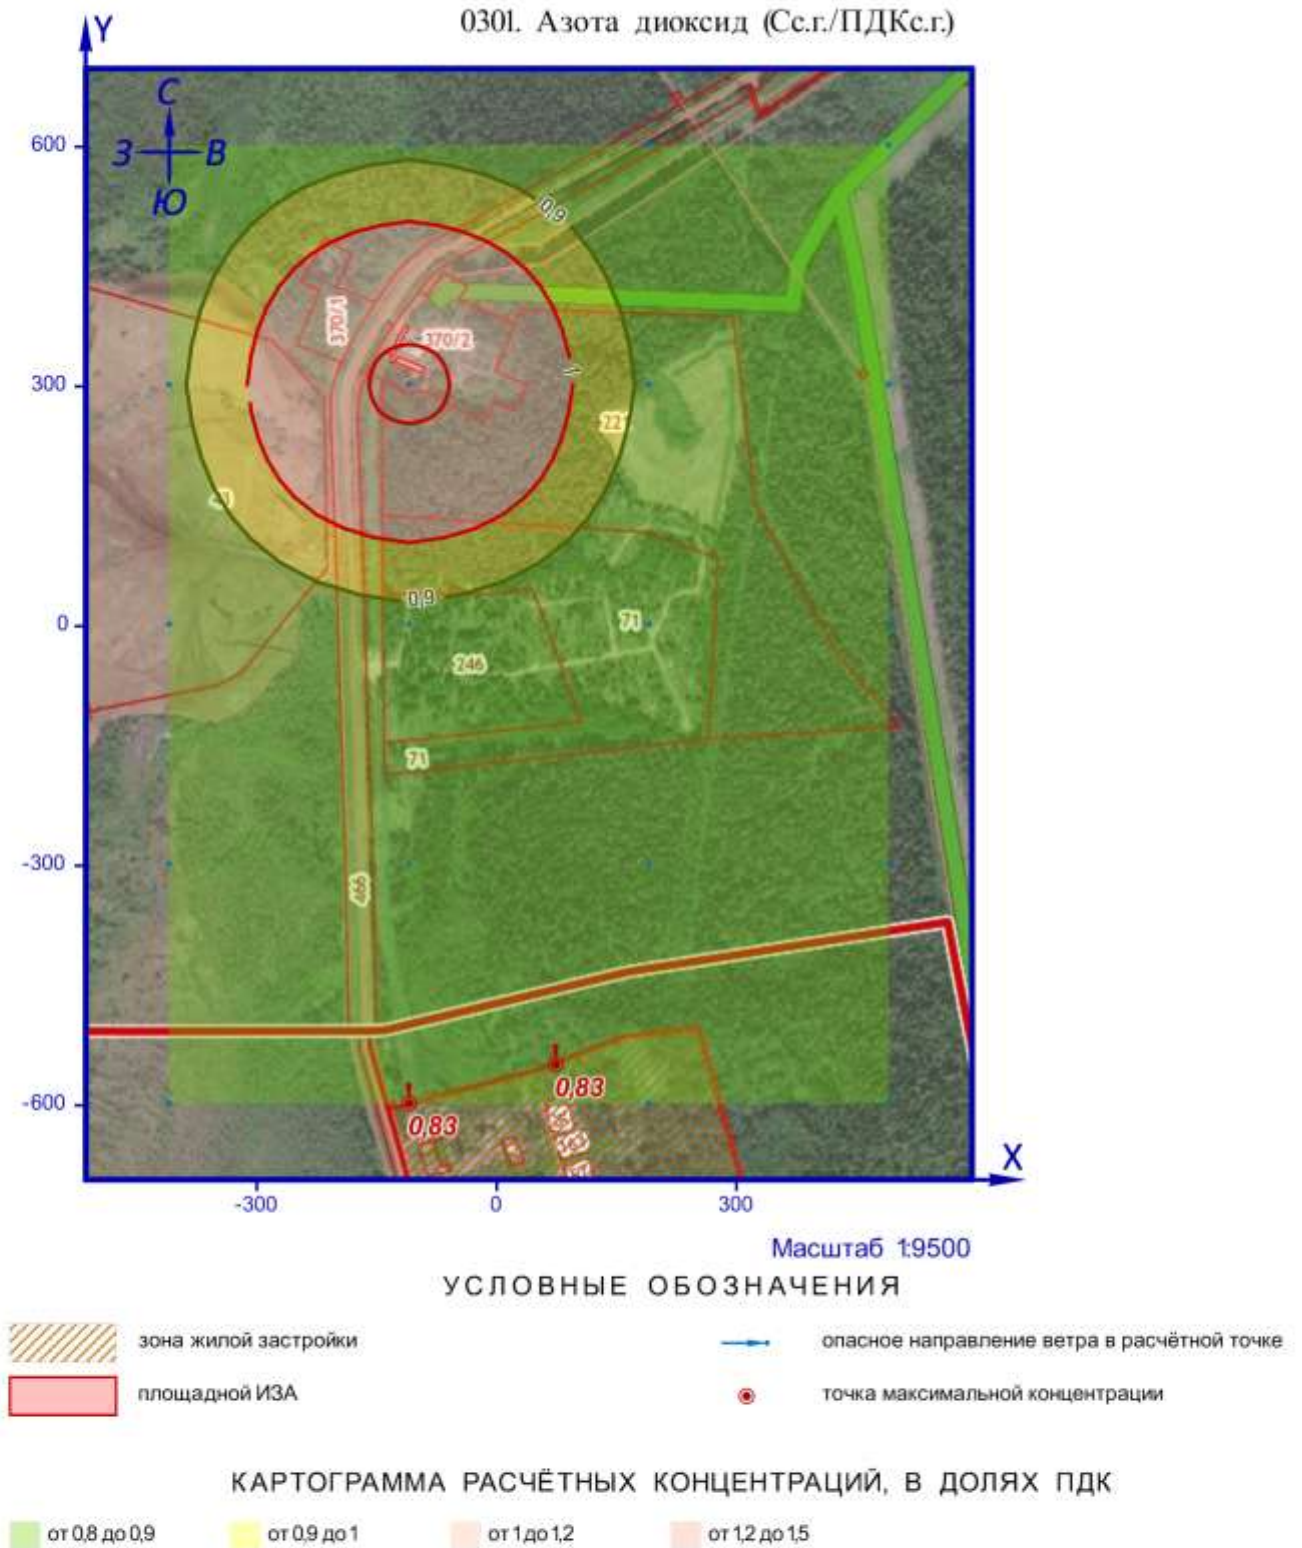 0301. Азота диоксид (Сс.г./ПДКс.г.)
Y
С
600
З В
Ю
0,9
370/1
370/2
1
300
221
41
0,9
0
71
246
71
-300
466
0,83
-600
0,83
343
X
-300 0 300
Масштаб 1:9500
УСЛОВНЫЕ ОБОЗНАЧЕНИЯ
зона жилой застройки
опасное направление ветра в расчётной точке
площадной ИЗА
точка максимальной концентрации
КАРТОГРАММА РАСЧЁТНЫХ КОНЦЕНТРАЦИЙ, В ДОЛЯХ ПДК
от 0,8 до 0,9 от 0,9 до 1 от 1 до 1,2 от 1,2 до 1,5